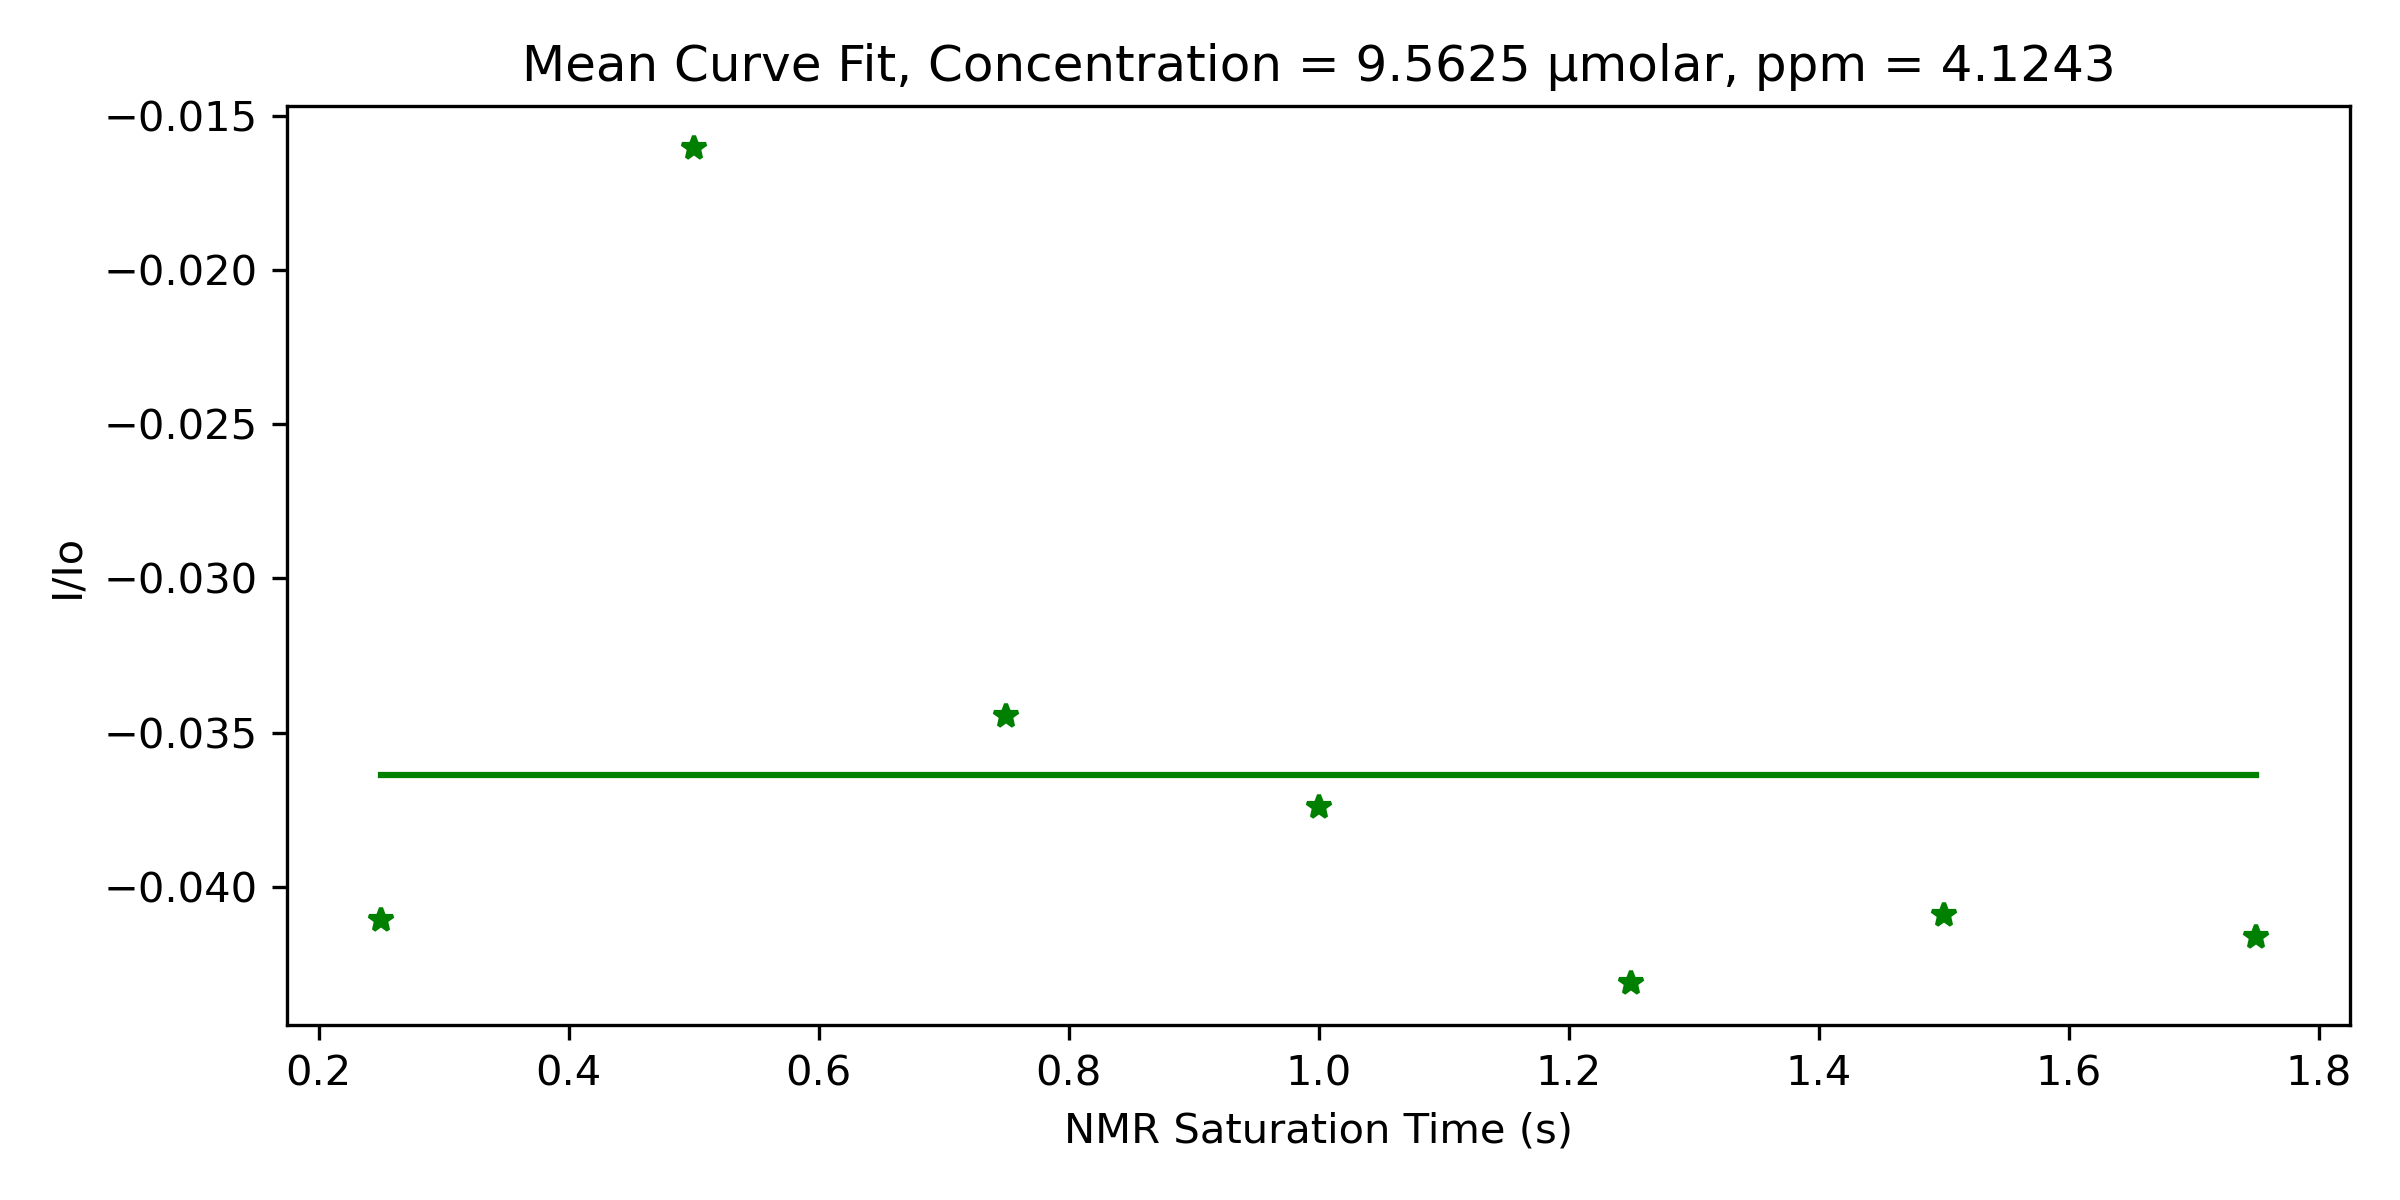 Mean Curve Fit, Concentration = 9.5625 μmolar, ppm = 4.1243
−0.015
−0.020
−0.025
−0.030
−0.035
−0.040
I/Io
0.2 0.4 0.6 0.8 1.0 1.2 1.4 1.6 1.8
NMR Saturation Time (s)